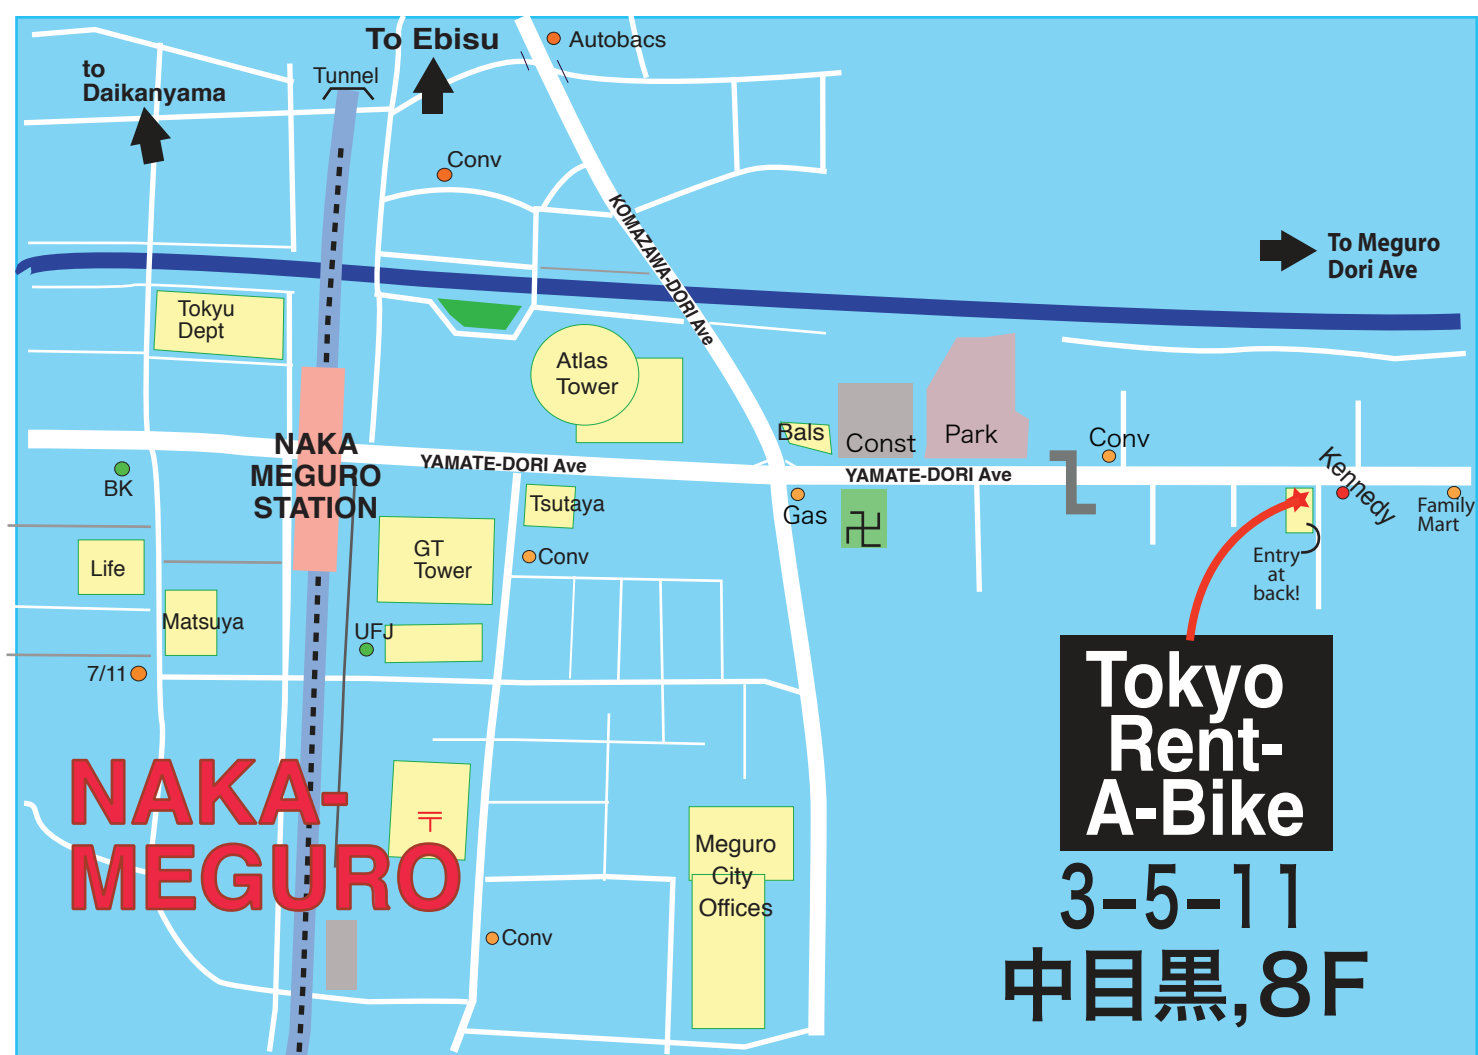 To Ebisu
Autobacs
to
Daikanyama
Tunnel
Conv
KOMAZAWA-DORI Ave
To Meguro
Dori Ave
Tokyu
Dept
Atlas
Tower
NAKA
MEGURO
STATION
YAMATE-DORI Ave
Bals
Const
Park
YAMATE-DORI Ave
Conv
Kennedy
Family
Mart
BK
Tsutaya
Gas
卍
Entry
at
back!
Life
GT
Tower
Conv
Matsuya
UFJ
7/11
Tokyo
Rent-
A-Bike
3-5-11
中目黒,8F
NAKA-
MEGURO
〒
Meguro
City
Offices
Conv